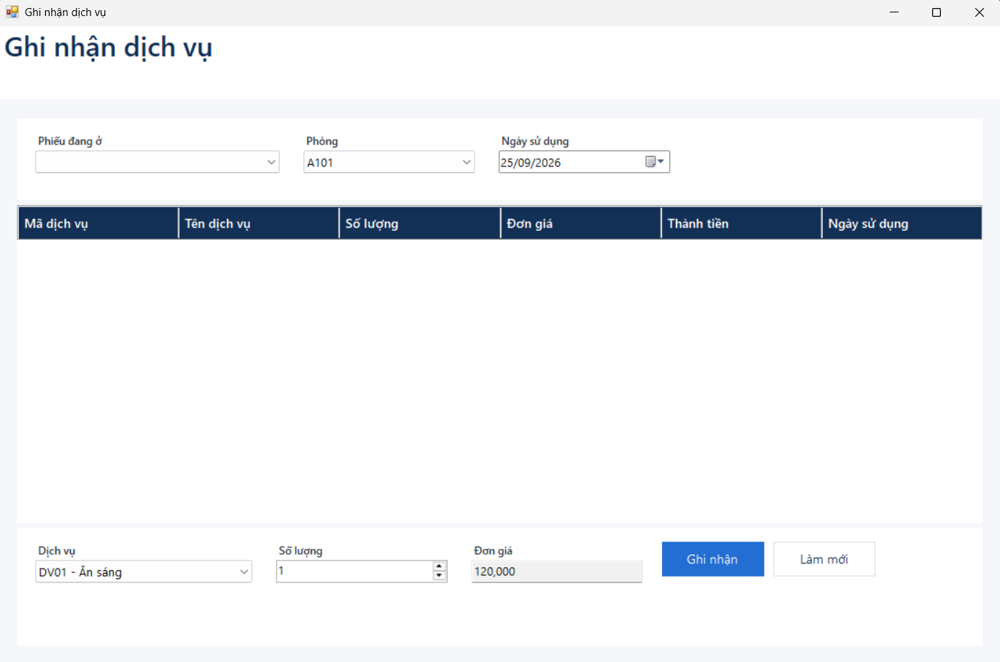 Ghi nhận dịch vụ
Ghi nhận dịch vụ
Phiếu đang ở
Phòng
Ngày sử dụng
A101
25/09/2026
Mã dịch vụ
Tên dịch vụ
Số lượng
Đơn giá
Thành tiền
Ngày sử dụng
Dịch vụ
Số lượng
Đơn giá
DV01 - Ăn sáng
1
120,000
Ghi nhận
Làm mới